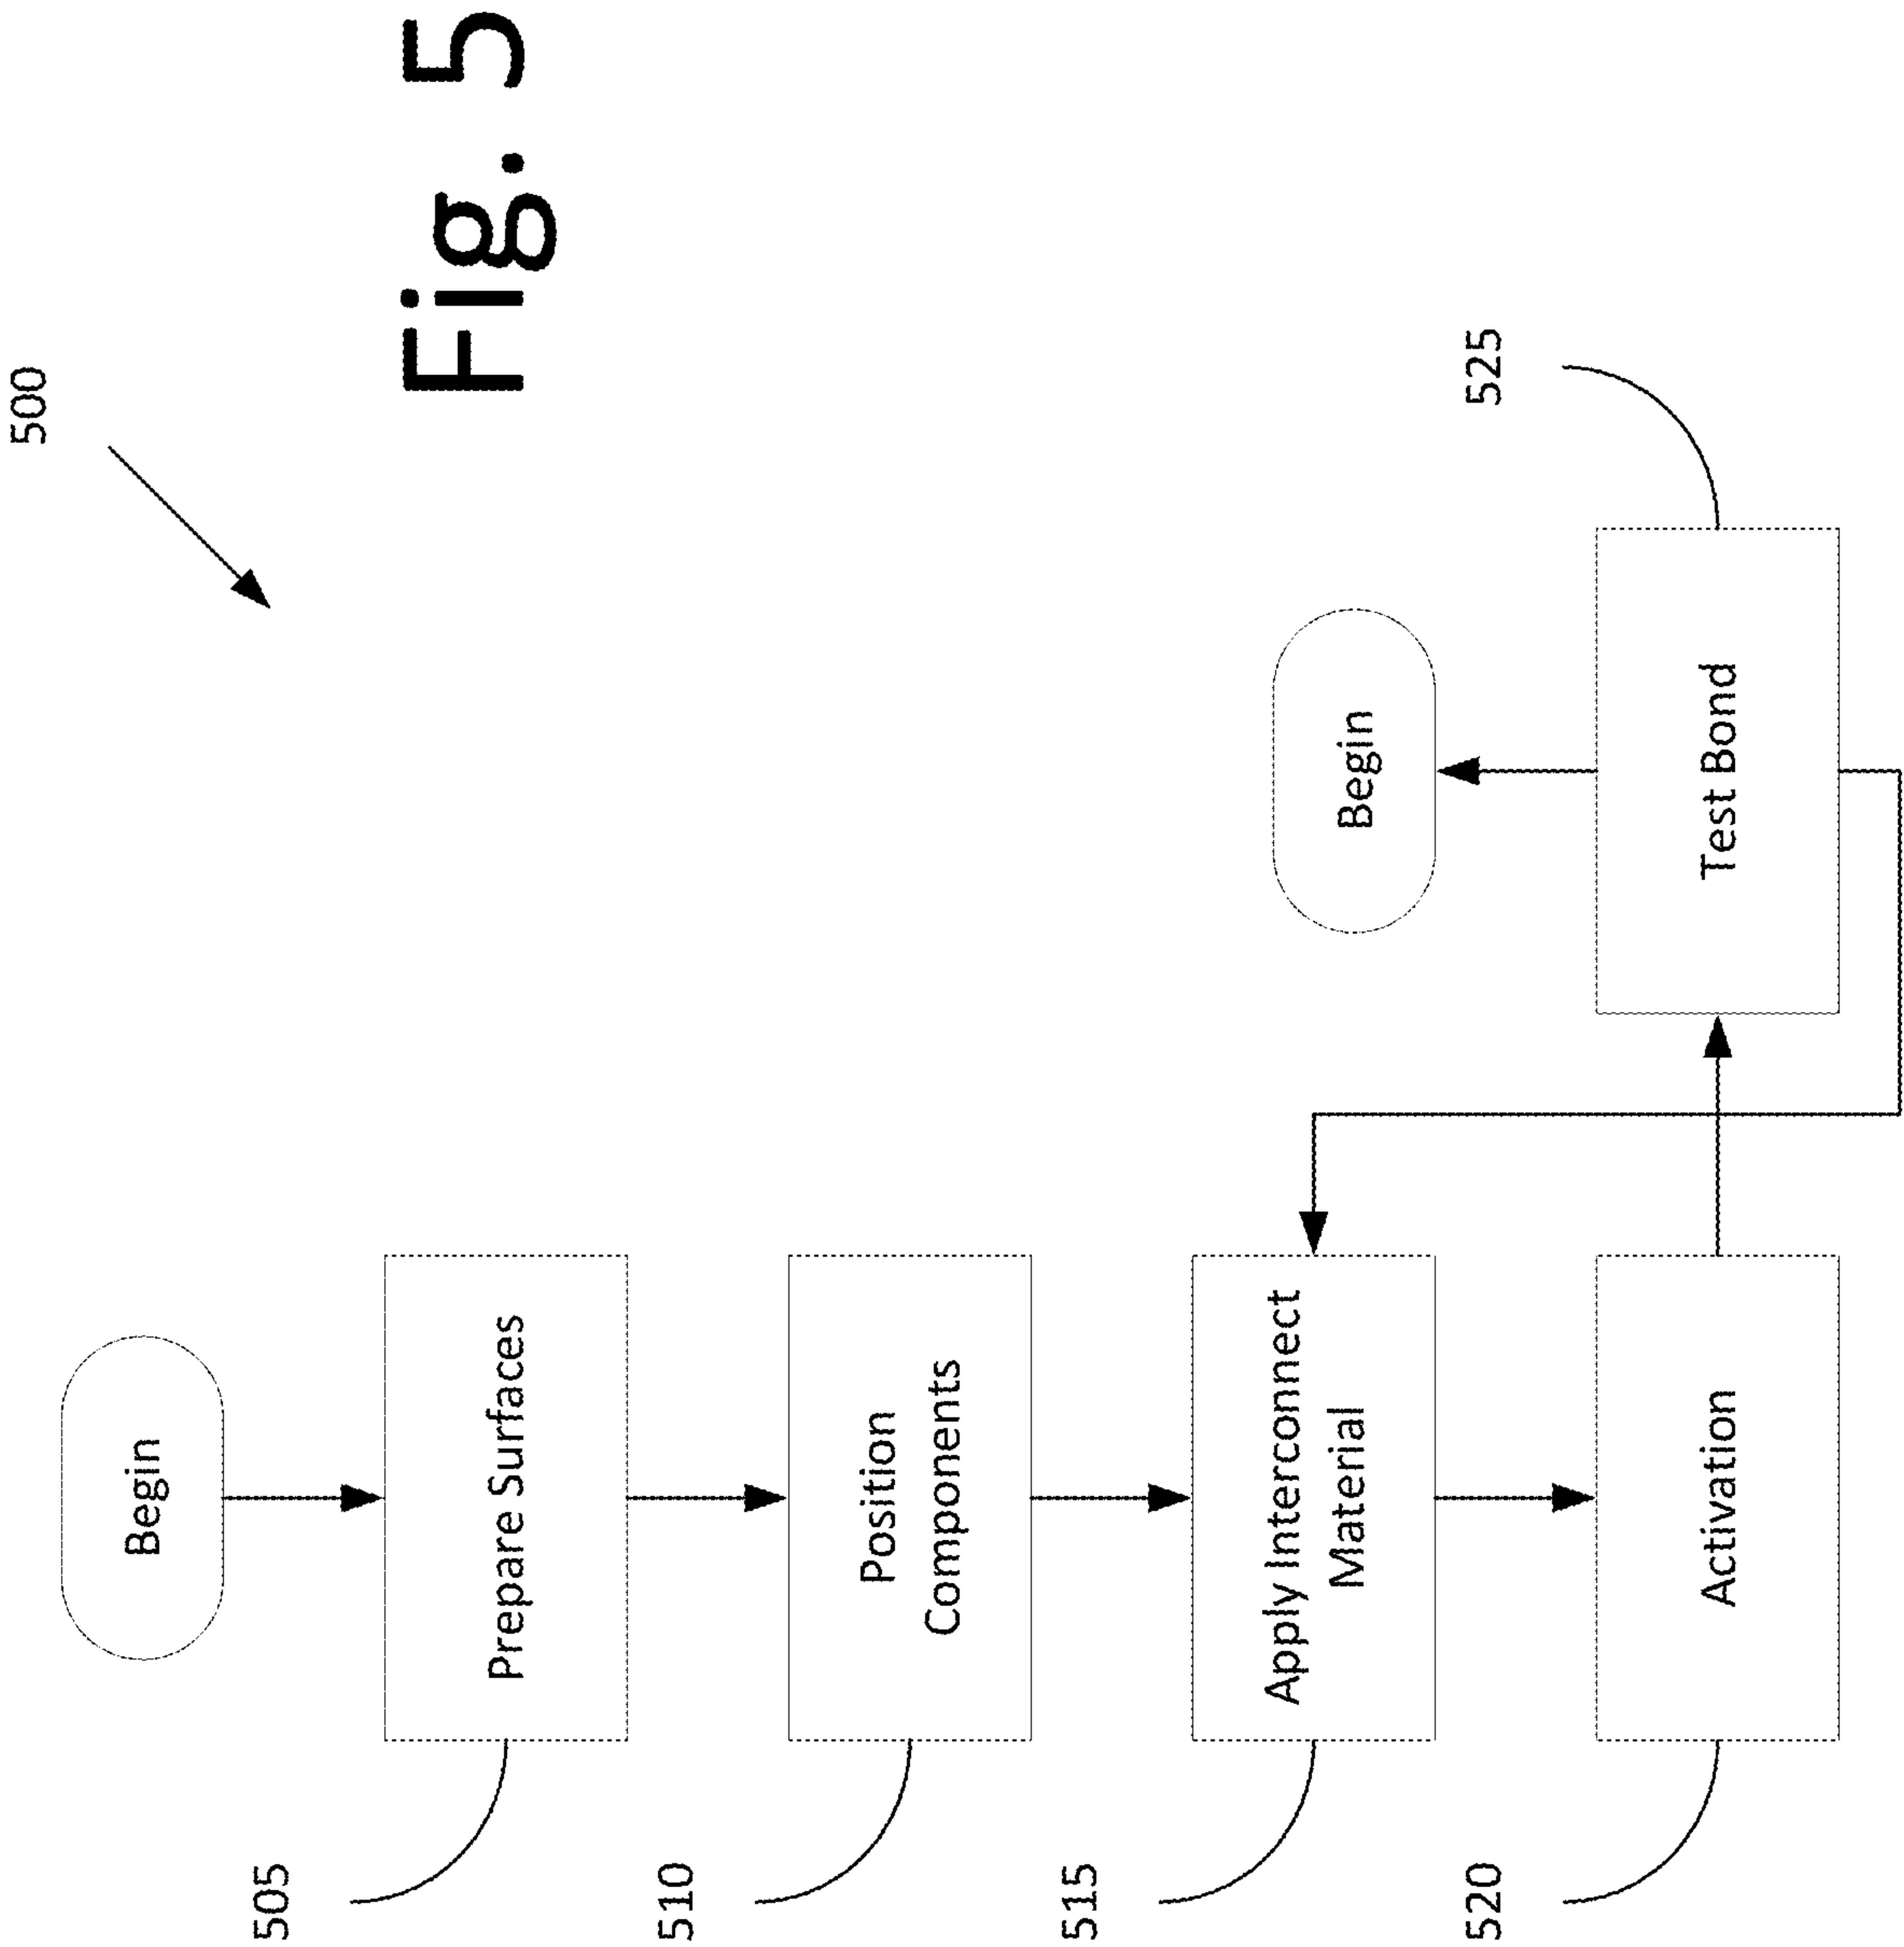 500
Fig. 5
Begin
505
Prepare Surfaces
510
Position
Components
515
Apply Interconnect
Material
520
Activation
525
Test Bond
Begin